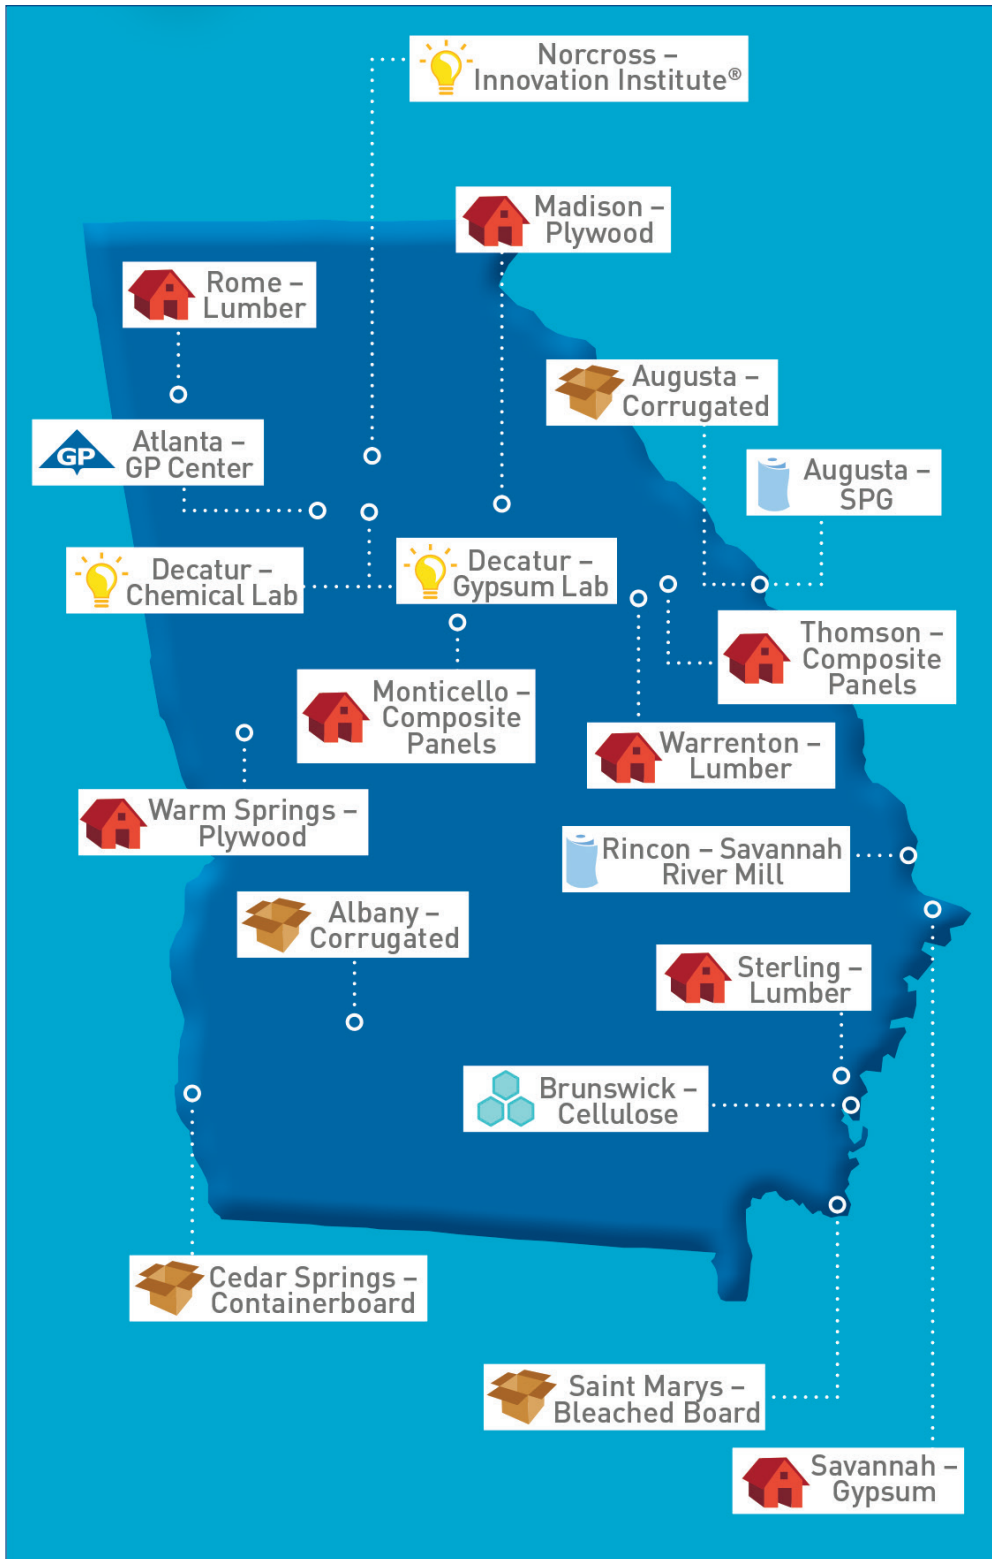 Norcross –
Innovation Institute®
Madison –
Plywood
Rome –
Lumber
Augusta –
Corrugated
GP
Atlanta –
GP Center
Augusta –
SPG
Decatur –
Chemical Lab
Decatur –
Gypsum Lab
Thomson –
Composite
Panels
Monticello –
Composite
Panels
Warrenton –
Lumber
Warm Springs –
Plywood
Rincon – Savannah
River Mill
Albany –
Corrugated
Sterling –
Lumber
Brunswick –
Cellulose
Cedar Springs –
Containerboard
Saint Marys –
Bleached Board
Savannah –
Gypsum